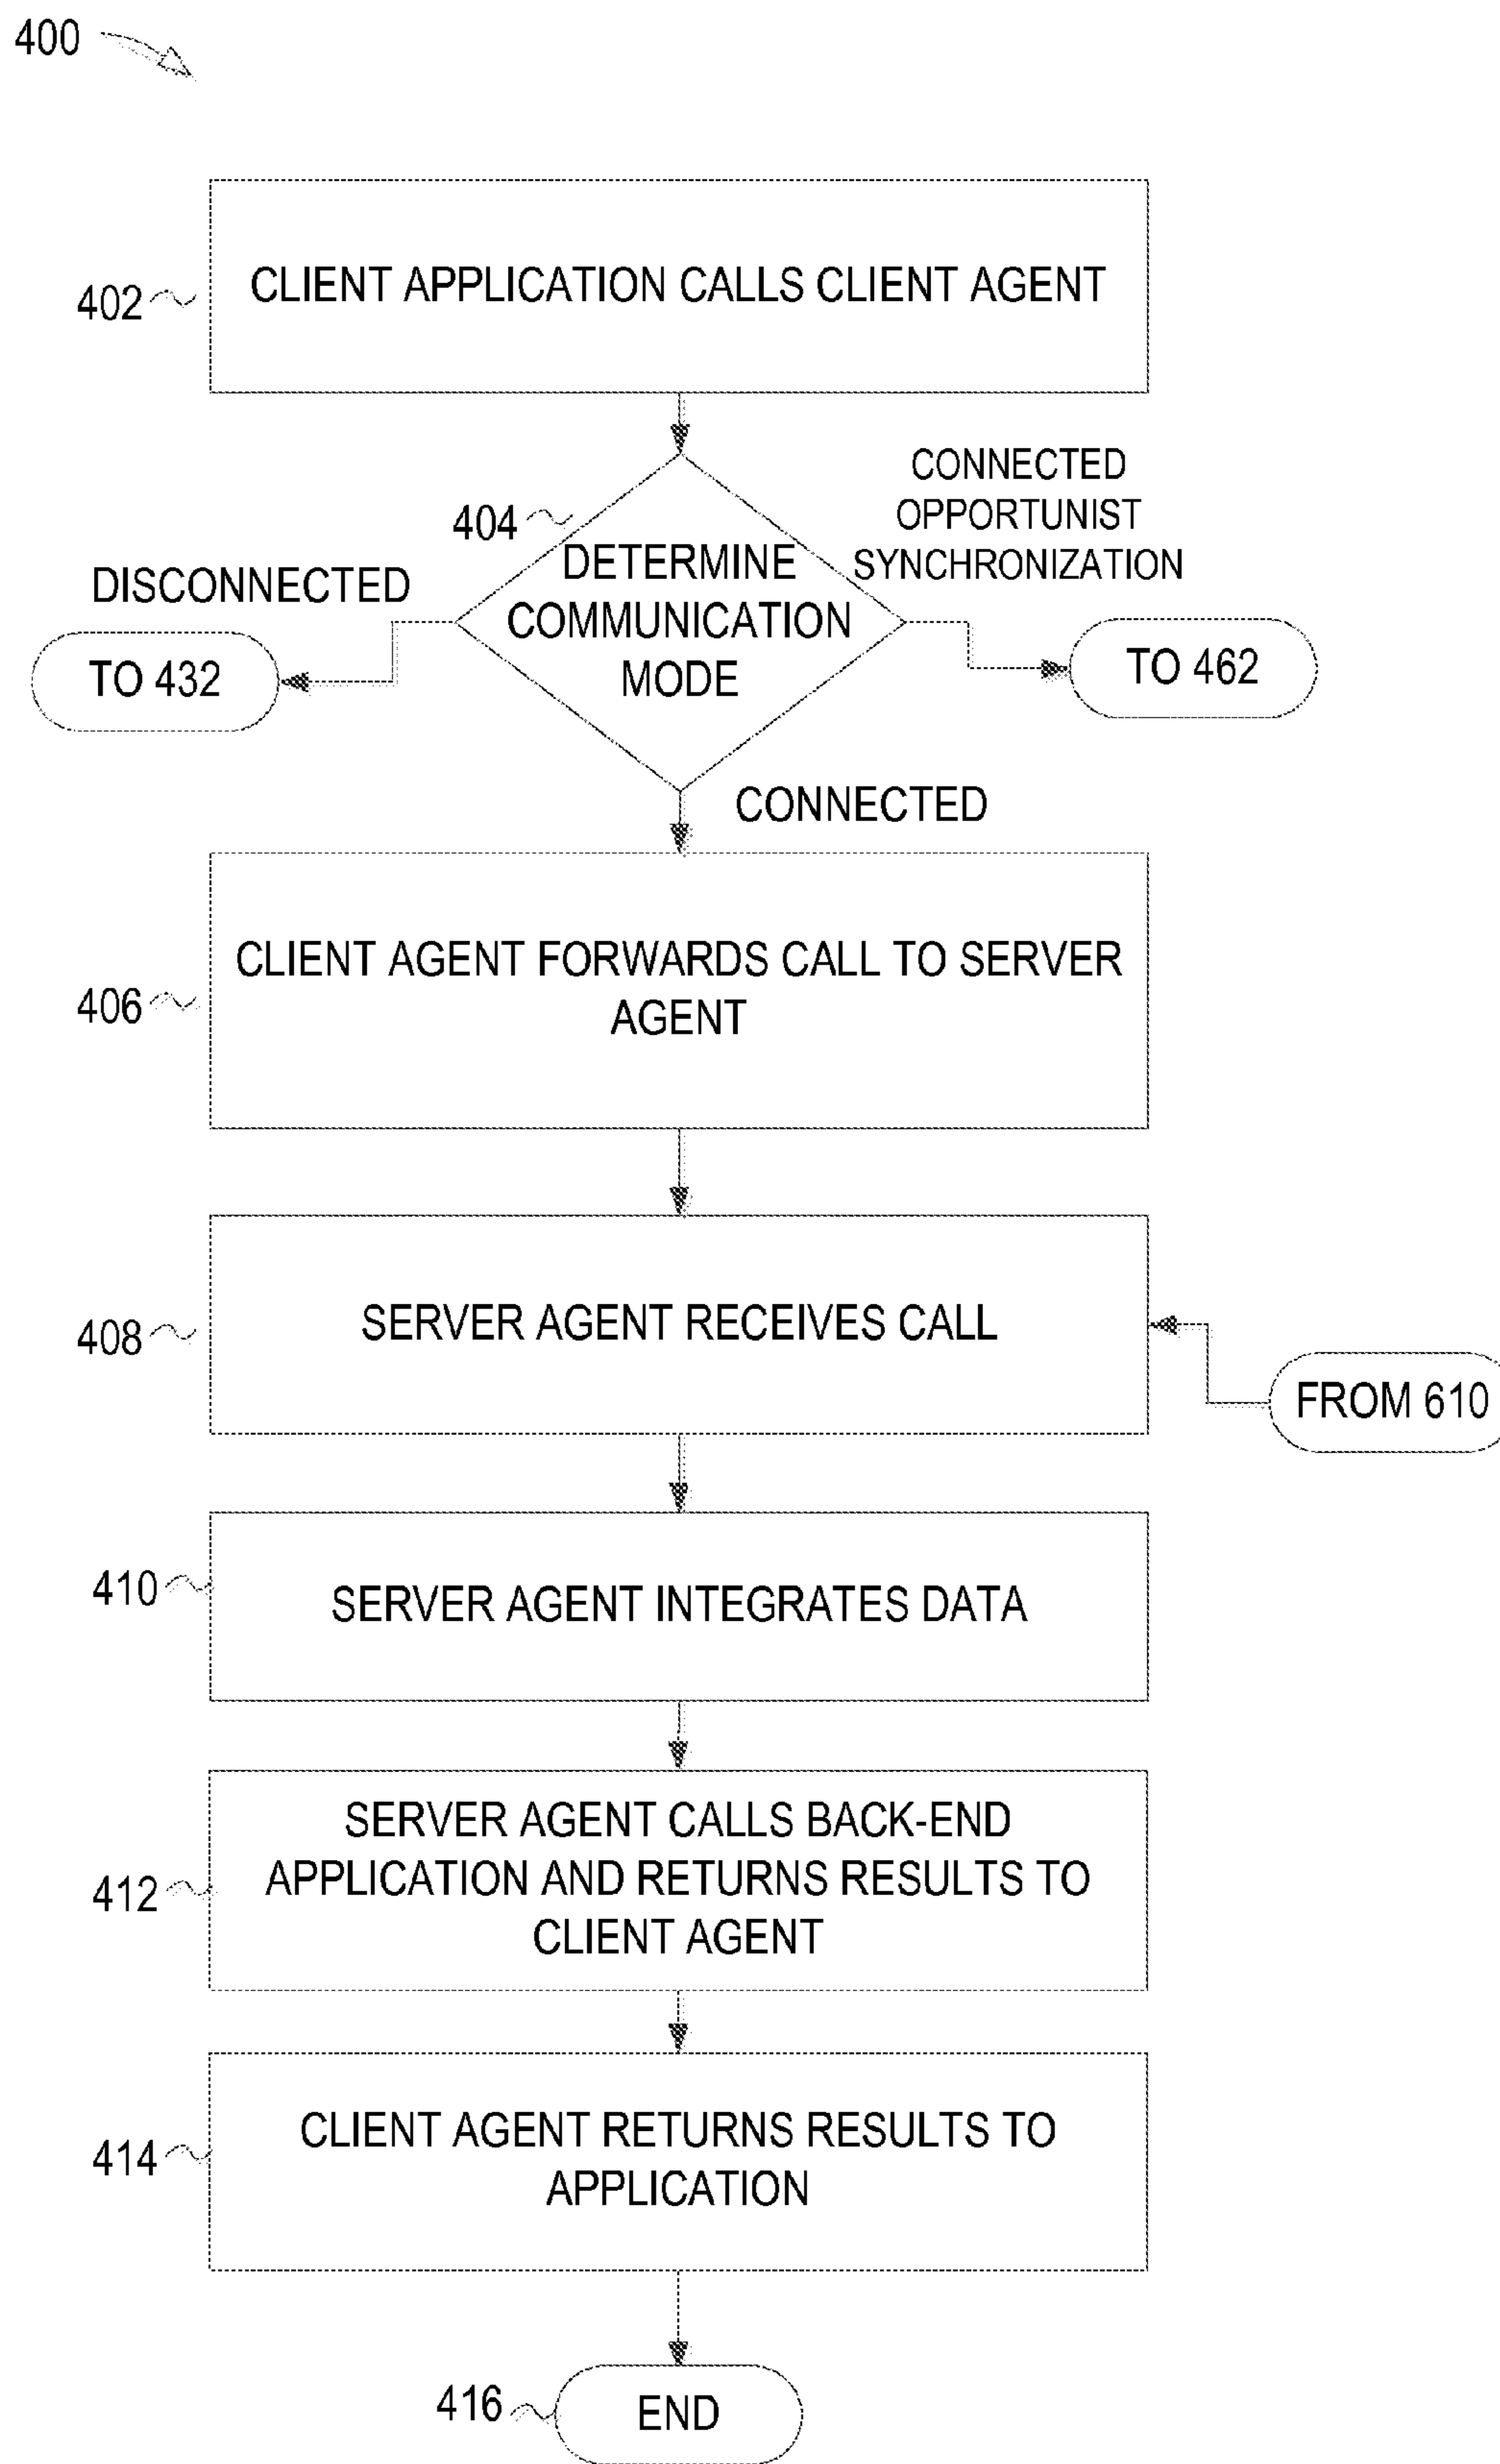 400
402
CLIENT APPLICATION CALLS CLIENT AGENT
404
DETERMINE
COMMUNICATION
MODE
DISCONNECTED
TO 432
CONNECTED
OPPORTUNIST
SYNCHRONIZATION
TO 462
CONNECTED
406
CLIENT AGENT FORWARDS CALL TO SERVER
AGENT
408
SERVER AGENT RECEIVES CALL
FROM 610
410
SERVER AGENT INTEGRATES DATA
412
SERVER AGENT CALLS BACK-END
APPLICATION AND RETURNS RESULTS TO
CLIENT AGENT
414
CLIENT AGENT RETURNS RESULTS TO
APPLICATION
416
END